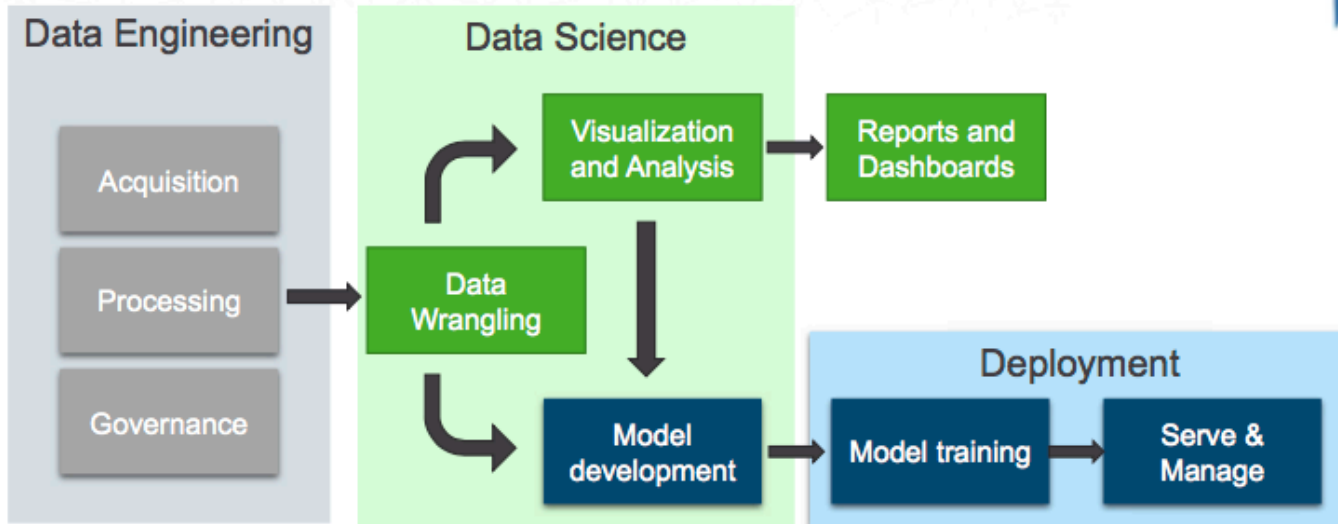 Data Engineering
Acquisition
Processing
Governance
Data Science
Data
Wrangling
Visualization
and Analysis
Model
development
Reports and
Dashboards
Deployment
Model training
Serve &
Manage